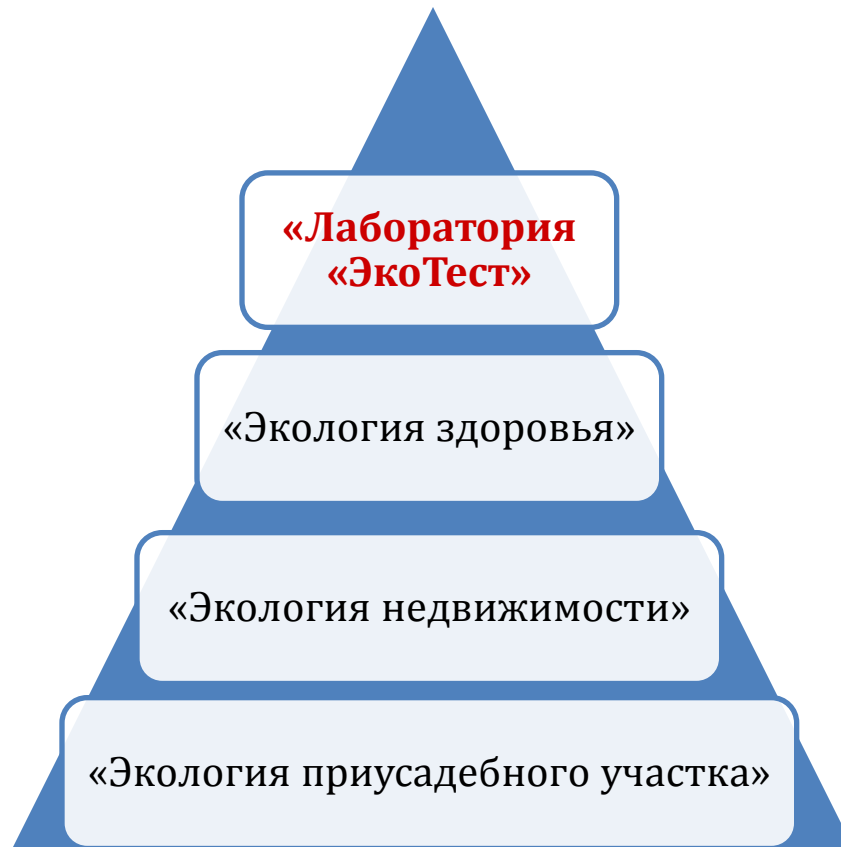 «Лаборатория
«ЭкоТест»
«Экология здоровья»
«Экология недвижимости»
«Экология приусадебного участка»